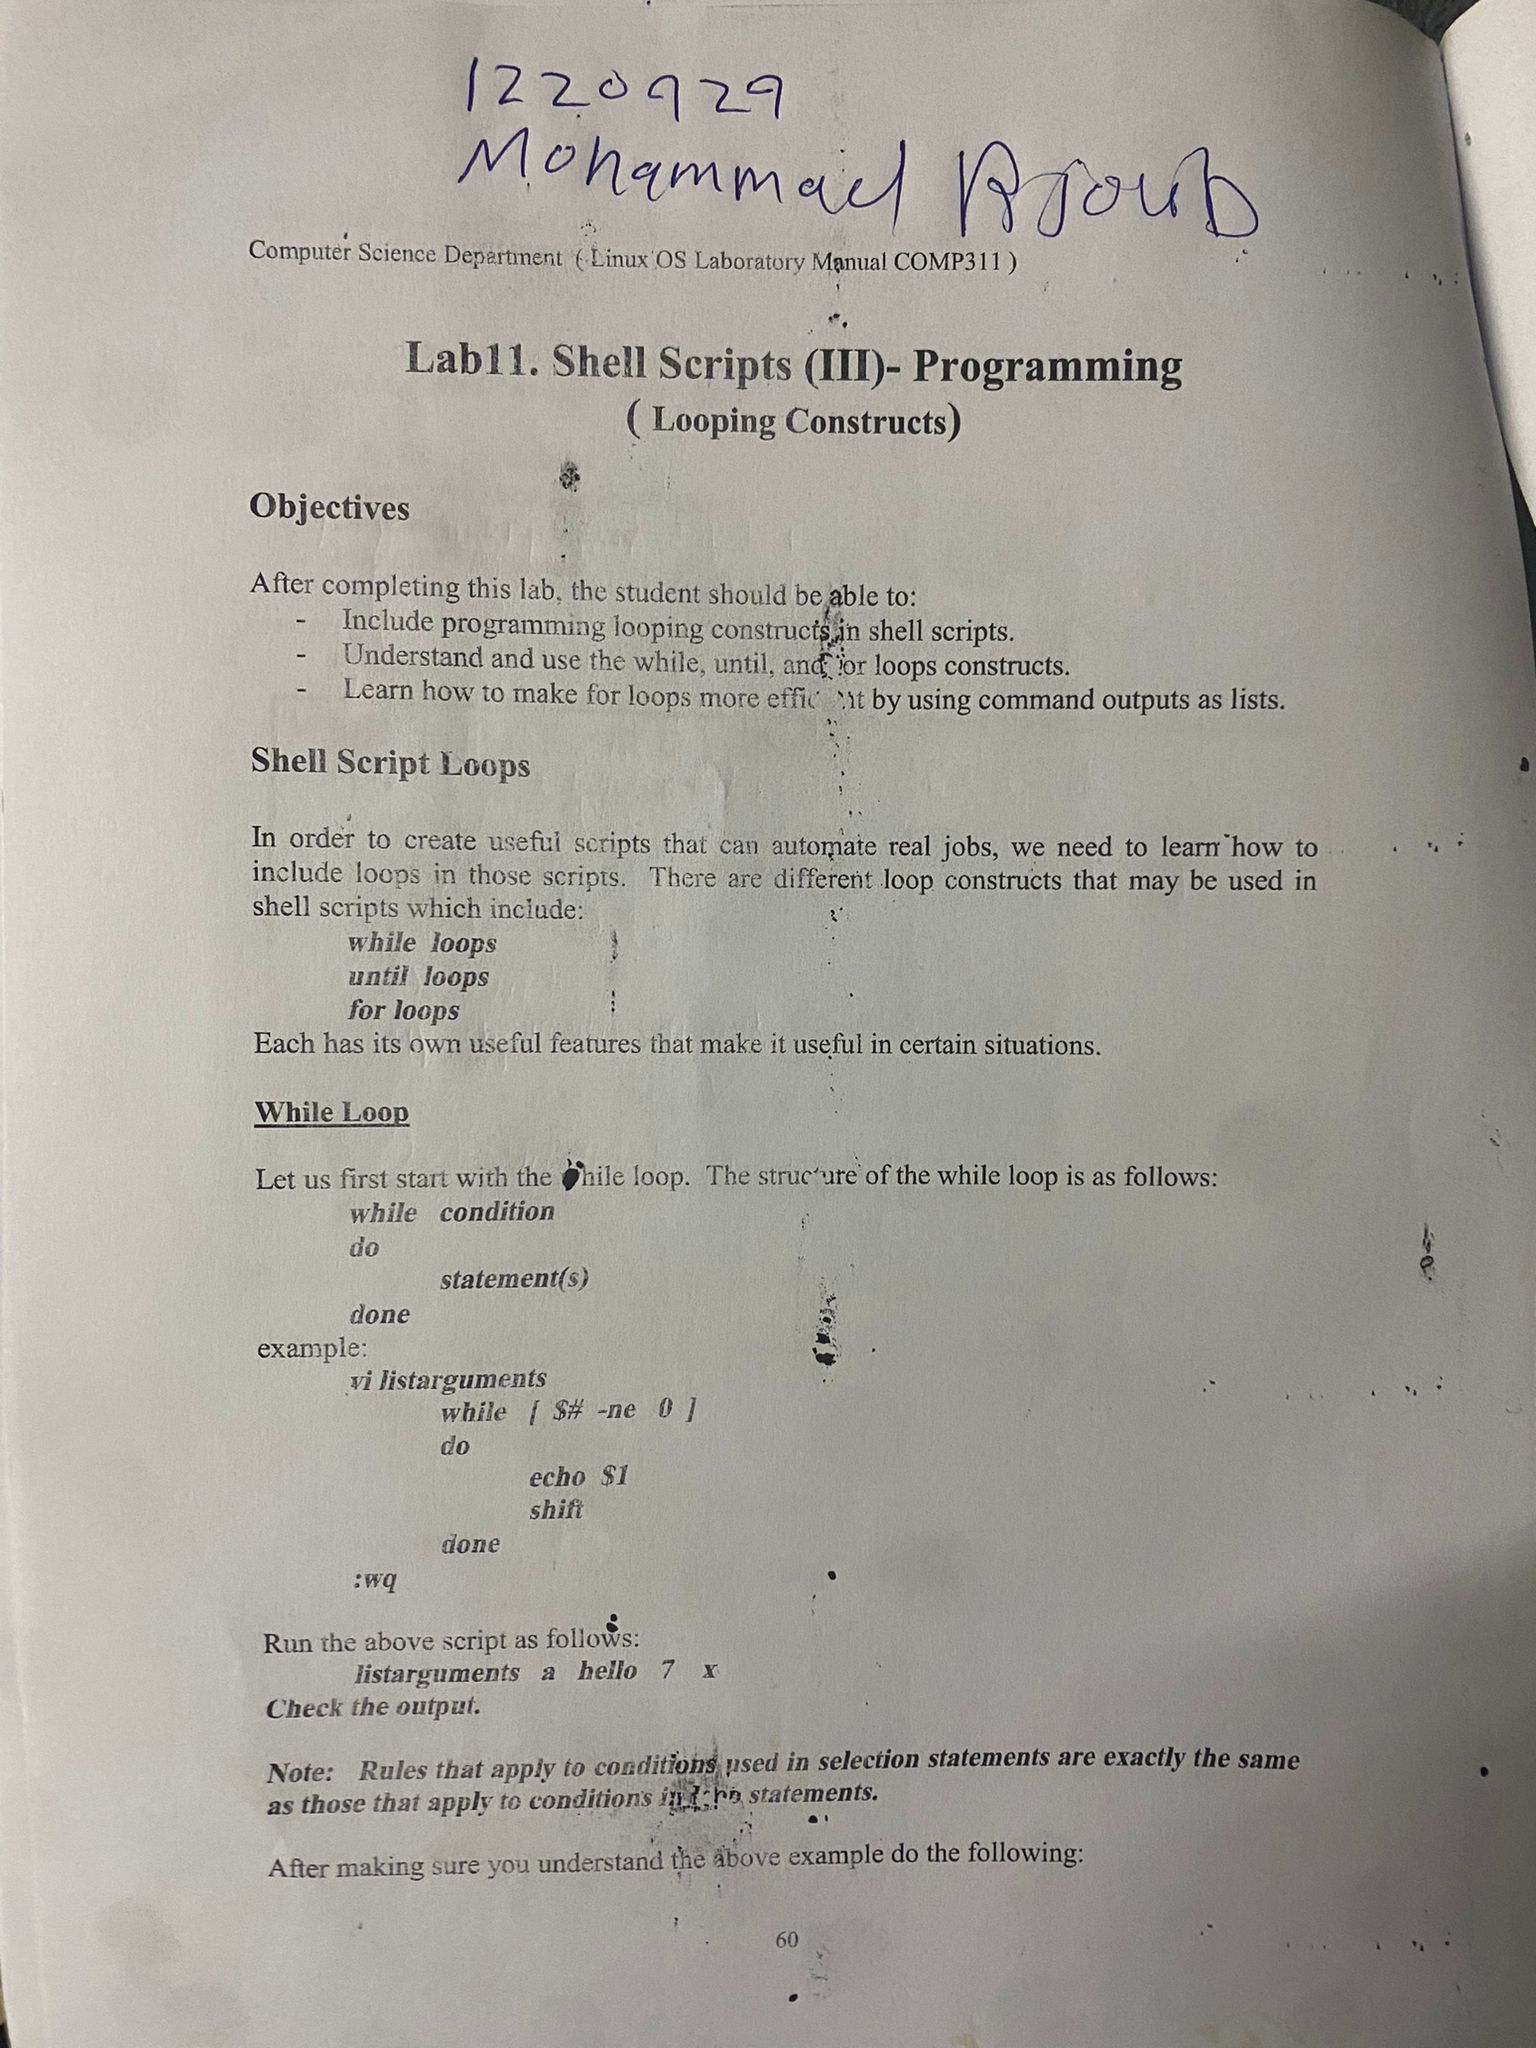 1220929
Mohammad Rjoub
Computer Science Department ( Linux OS Laboratory Manual COMP311 )
Lab11. Shell Scripts (III)- Programming
( Looping Constructs)
Objectives
After completing this lab, the student should be able to:
- Include programming looping constructs in shell scripts.
- Understand and use the while, until, and for loops constructs.
- Learn how to make for loops more efficient by using command outputs as lists.
Shell Script Loops
In order to create useful scripts that can automate real jobs, we need to learn how to
include loops in those scripts. There are different loop constructs that may be used in
shell scripts which include:
while loops
until loops
for loops
Each has its own useful features that make it useful in certain situations.
While Loop
Let us first start with the while loop. The structure of the while loop is as follows:
while condition
do
statement(s)
done
example:
vi listarguments
while [ $# -ne 0 ]
do
echo $1
shift
done
:wq
Run the above script as follows:
listarguments a hello 7 x
Check the output.
Note: Rules that apply to conditions used in selection statements are exactly the same
as those that apply to conditions in statements.
After making sure you understand the above example do the following:
60